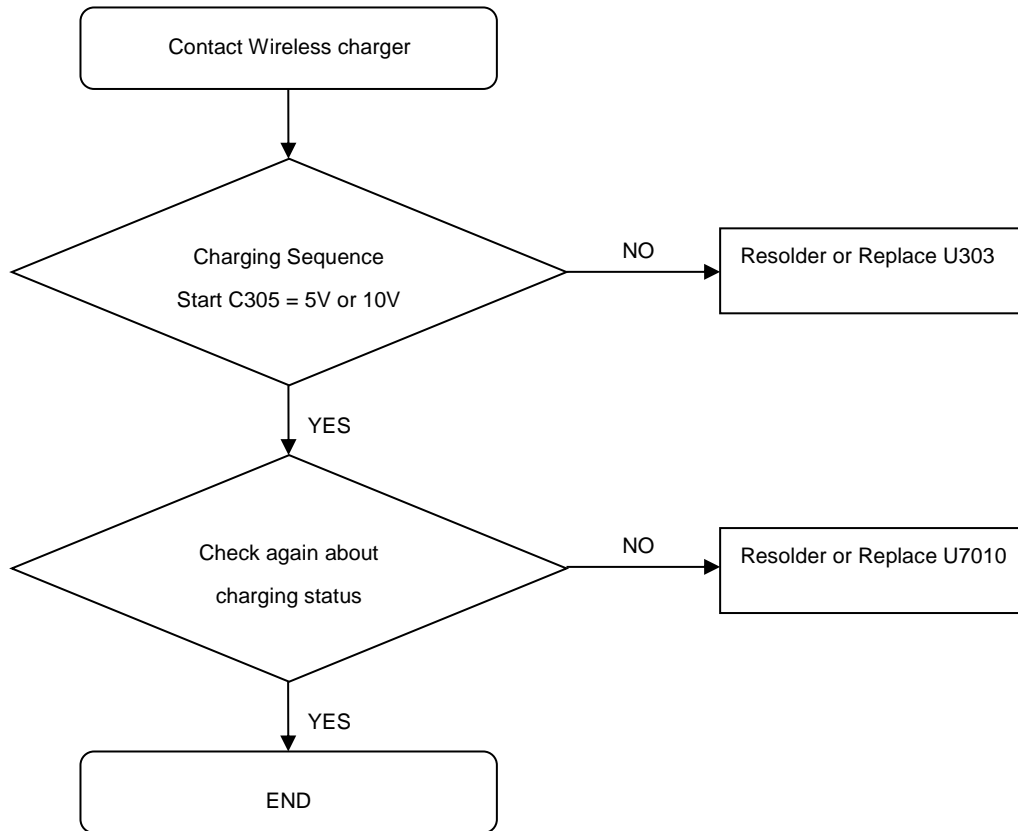 Contact Wireless charger
Charging Sequence
Start C305 = 5V or 10V
NO
Resolder or Replace U303
YES
Check again about
charging status
NO
Resolder or Replace U7010
YES
END